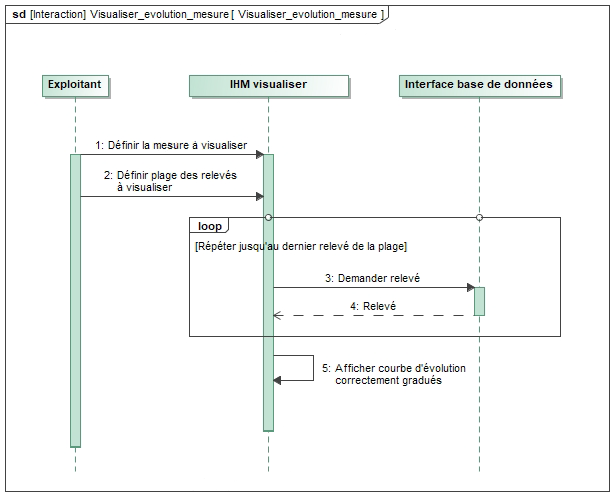 sd [Interaction] Visualiser_evolution_mesure [ Visualiser_evolution_mesure ]
Exploitant
IHM visualiser
Interface base de données
1: Définir la mesure à visualiser
2: Définir plage des relevés
à visualiser
loop
[Répéter jusqu'au dernier relevé de la plage]
3: Demander relevé
4: Relevé
5: Afficher courbe d'évolution
correctement gradués